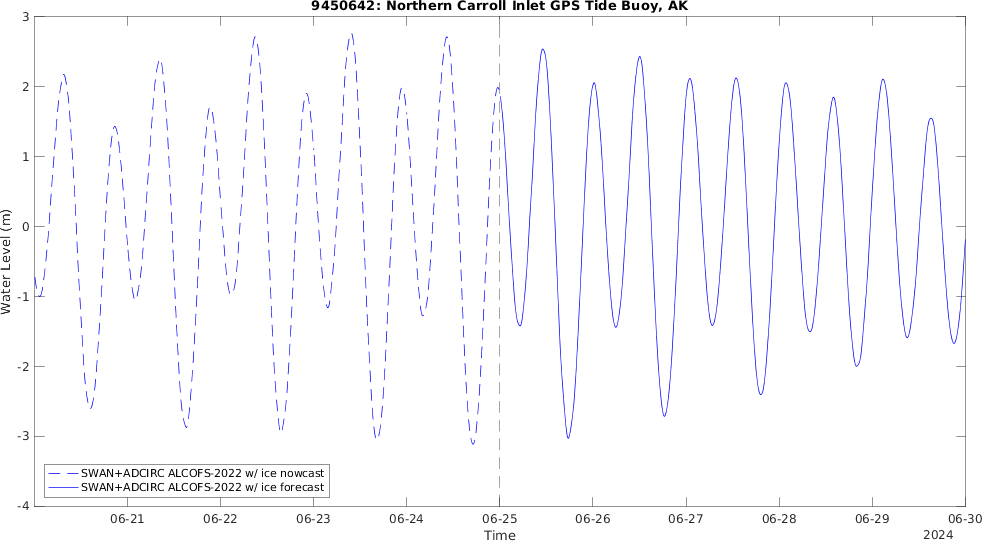 9450642: Northern Carroll Inlet GPS Tide Buoy, AK
3
2
1
0
-1
-2
-3
-4
Water Level (m)
SWAN+ADCIRC ALCOFS-2022 w/ ice nowcast
SWAN+ADCIRC ALCOFS-2022 w/ ice forecast
06-21 06-22 06-23 06-24 06-25 06-26 06-27 06-28 06-29 06-30
Time
2024